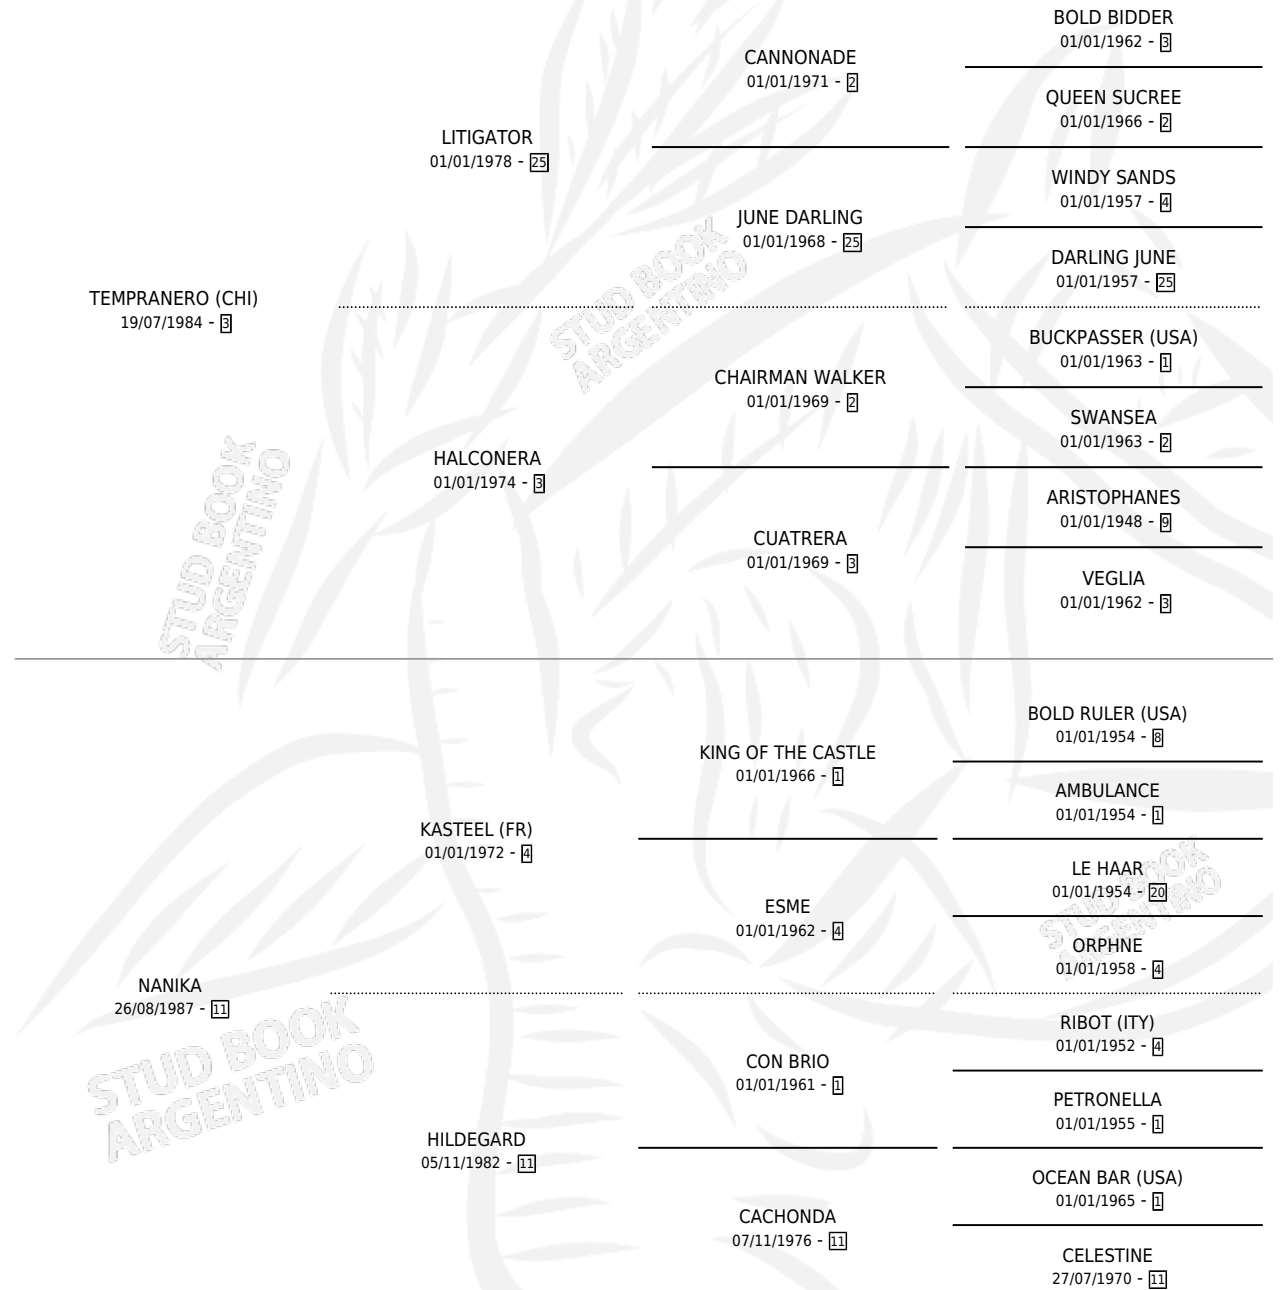 BOLD BIDDER
01/01/1962 - 3
CANNONADE
01/01/1971 - 2
QUEEN SUCREE
01/01/1966 - 2
LITIGATOR
01/01/1978 - 25
WINDY SANDS
01/01/1957 - 4
JUNE DARLING
01/01/1968 - 25
DARLING JUNE
01/01/1957 - 25
TEMPRANERO (CHI)
19/07/1984 - 3
BUCKPASSER (USA)
01/01/1963 - 1
CHAIRMAN WALKER
01/01/1969 - 2
SWANSEA
01/01/1963 - 2
HALCONERA
01/01/1974 - 3
ARISTOPHANES
01/01/1948 - 9
CUATRERA
01/01/1969 - 3
VEGLIA
01/01/1962 - 3
STUD BOOK
ARGENTINO
STUD BOOK
ARGENTINO
BOLD RULER (USA)
01/01/1954 - 8
KING OF THE CASTLE
01/01/1966 - 1
AMBULANCE
01/01/1954 - 1
KASTEEL (FR)
01/01/1972 - 4
LE HAAR
01/01/1954 - 20
ESME
01/01/1962 - 4
ORPHNE
01/01/1958 - 4
STUD BOOK
ARGENTINO
NANIKA
26/08/1987 - 11
RIBOT (ITY)
01/01/1952 - 4
CON BRIO
01/01/1961 - 1
PETRONELLA
01/01/1955 - 1
HILDEGARD
05/11/1982 - 11
OCEAN BAR (USA)
01/01/1965 - 1
CACHONDA
07/11/1976 - 11
CELESTINE
27/07/1970 - 11
STUD BOOK
ARGENTINO